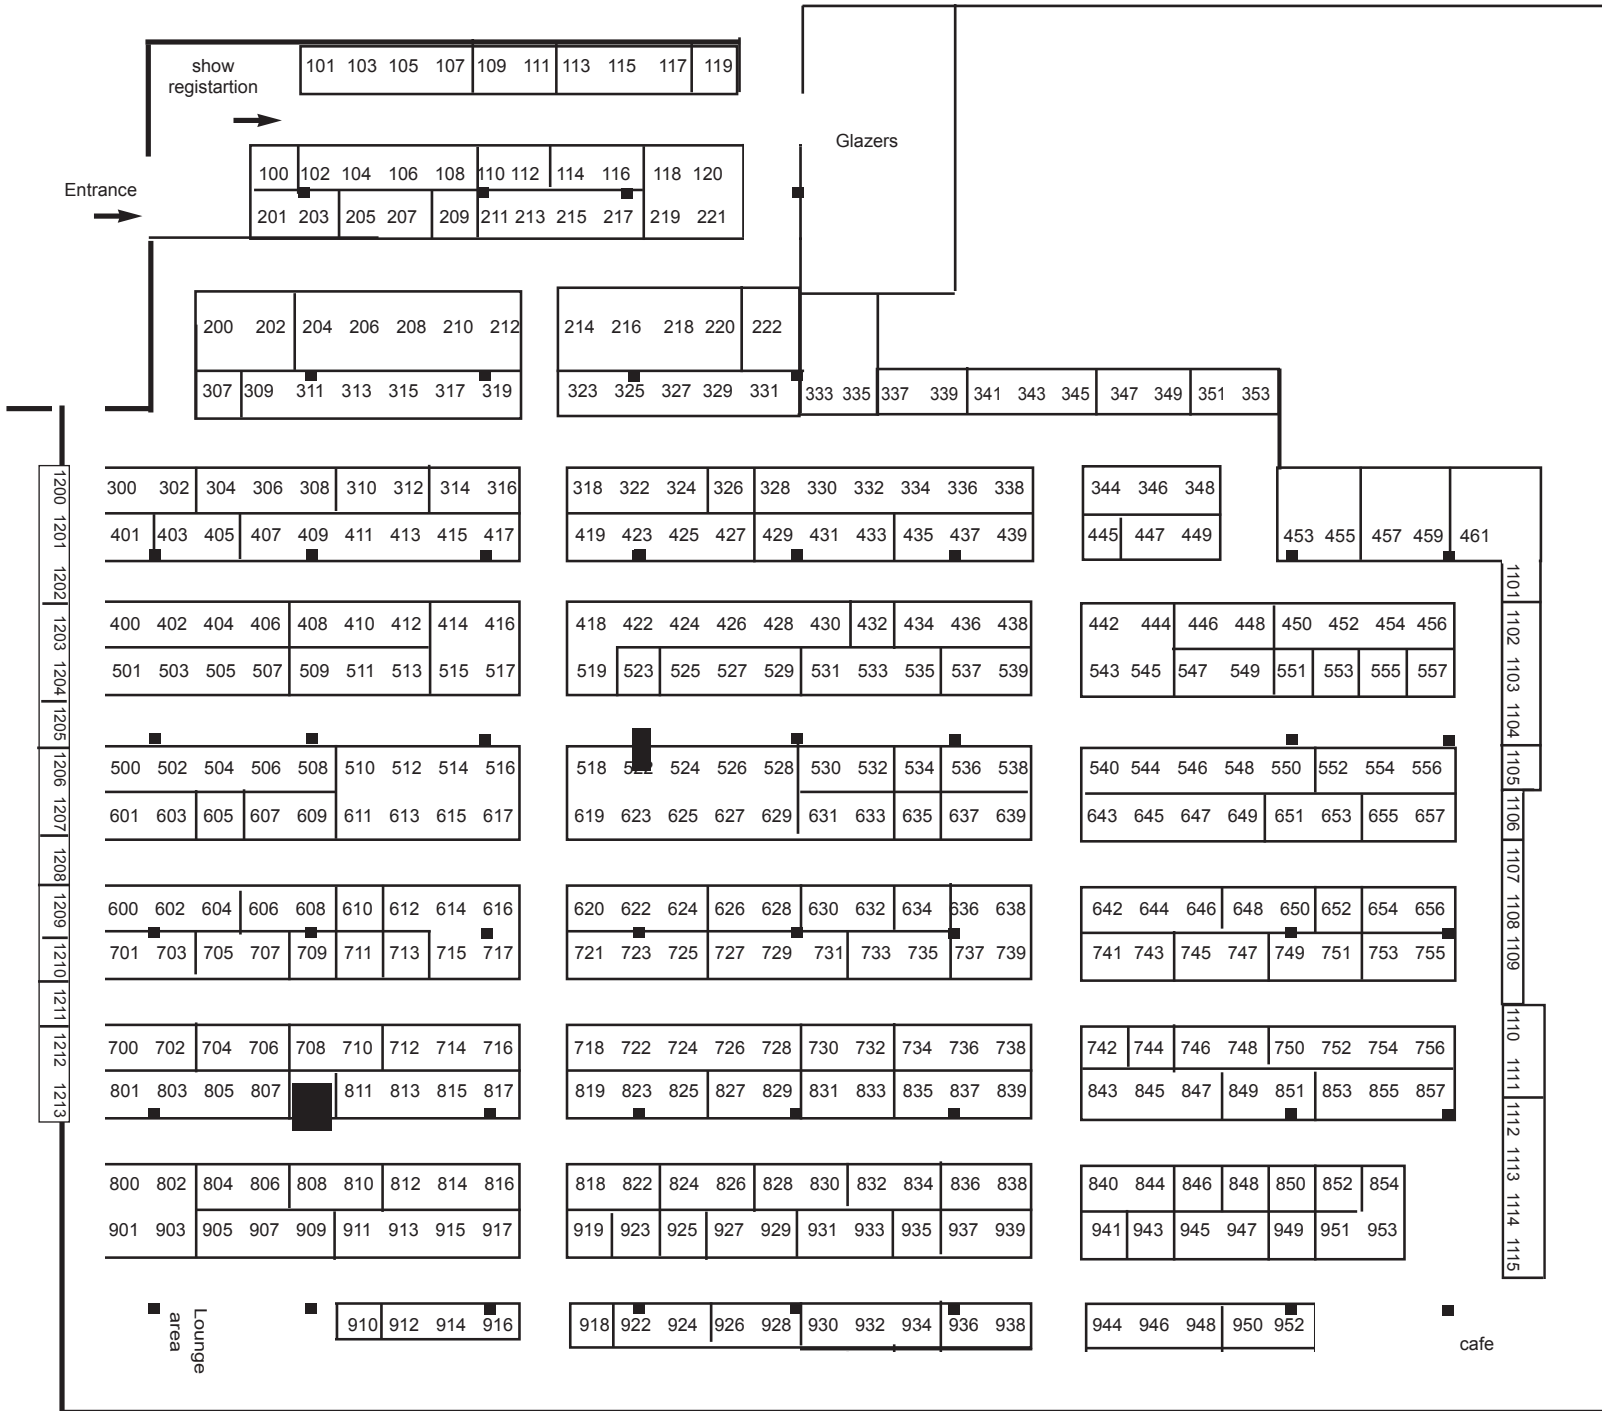 show
registartion
101 103 105 107 109 111 113 115 117 119
Glazers
100 102 104 106 108 110 112 114 116 118 120
Entrance
201 203 205 207 209 211 213 215 217 219 221
200 202 204 206 208 210 212 214 216 218 220 222
307 309 311 313 315 317 319 323 325 327 329 331 333 335 337 339 341 343 345 347 349 351 353
300 302 304 306 308 310 312 314 316 318 322 324 326 328 330 332 334 336 338 344 346 348
401 403 405 407 409 411 413 415 417 419 423 425 427 429 431 433 435 437 439 445 447 449 453 455 457 459 461
400 402 404 406 408 410 412 414 416 418 422 424 426 428 430 432 434 436 438 442 444 446 448 450 452 454 456
501 503 505 507 509 511 513 515 517 519 523 525 527 529 531 533 535 537 539 543 545 547 549 551 553 555 557
500 502 504 506 508 510 512 514 516 518 524 526 528 530 532 534 536 538 540 544 546 548 550 552 554 556
601 603 605 607 609 611 613 615 617 619 623 625 627 629 631 633 635 637 639 643 645 647 649 651 653 655 657
600 602 604 606 608 610 612 614 616 620 622 624 626 628 630 632 634 636 638 642 644 646 648 650 652 654 656
701 703 705 707 709 711 713 715 717 721 723 725 727 729 731 733 735 737 739 741 743 745 747 749 751 753 755
700 702 704 706 708 710 712 714 716 718 722 724 726 728 730 732 734 736 738 742 744 746 748 750 752 754 756
801 803 805 807 811 813 815 817 819 823 825 827 829 831 833 835 837 839 843 845 847 849 851 853 855 857
800 802 804 806 808 810 812 814 816 818 822 824 826 828 830 832 834 836 838 840 844 846 848 850 852 854
901 903 905 907 909 911 913 915 917 919 923 925 927 929 931 933 935 937 939 941 943 945 947 949 951 953
910 912 914 916 918 922 924 926 928 930 932 934 936 938 944 946 948 950 952
Lounge
area
cafe
1200 1201 1202 1203 1204 1205 1206 1207 1208 1209 1210 1211 1212 1213
1101 1102 1103 1104 1105 1106 1107 1108 1109 1110 1111 1112 1113 1114 1115